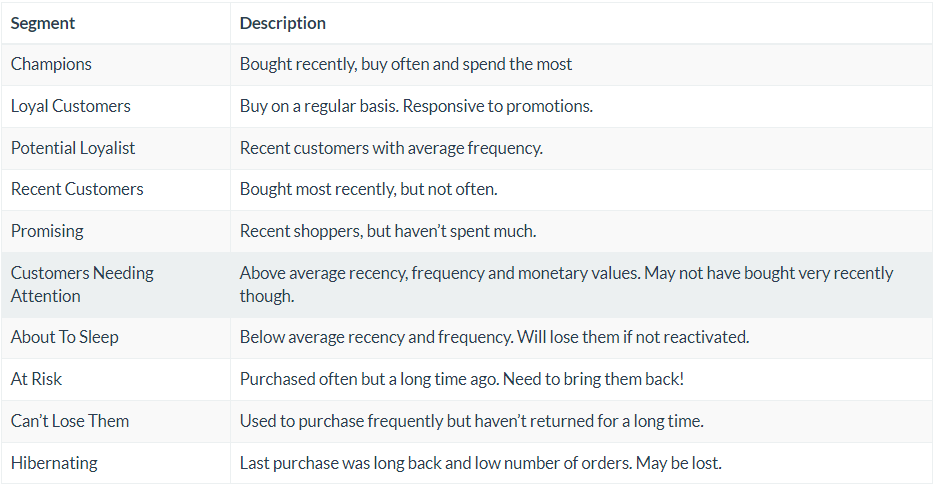 Segment Description
Champions Bought recently, buy often and spend the most
Loyal Customers Buy on a regular basis. Responsive to promotions.
Potential Loyalist Recent customers with average frequency.
Recent Customers Bought most recently, but not often.
Promising Recent shoppers, but haven’t spent much.
Customers Needing Attention Above average recency, frequency and monetary values. May not have bought very recently though.
About To Sleep Below average recency and frequency. Will lose them if not reactivated.
At Risk Purchased often but a long time ago. Need to bring them back!
Can’t Lose Them Used to purchase frequently but haven’t returned for a long time.
Hibernating Last purchase was long back and low number of orders. May be lost.